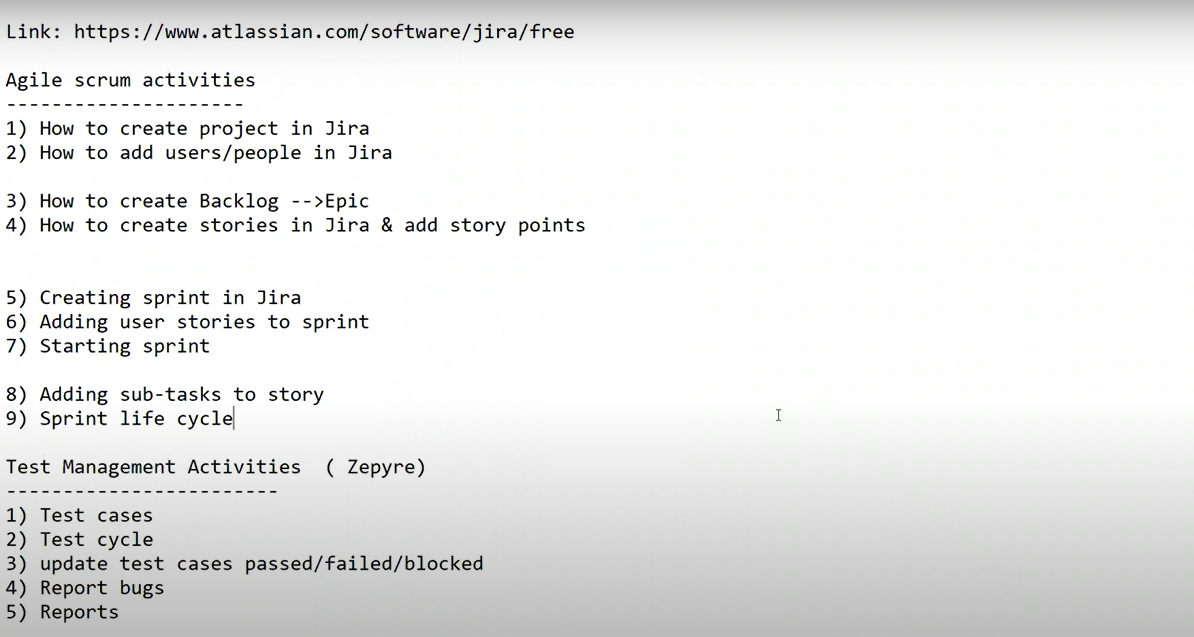 Link: https://www.atlassian.com/software/jira/free
Agile scrum activities
---------------------
1) How to create project in Jira
2) How to add users/people in Jira
3) How to create Backlog -->Epic
4) How to create stories in Jira & add story points
5) Creating sprint in Jira
6) Adding user stories to sprint
7) Starting sprint
8) Adding sub-tasks to story
9) Sprint life cycle
Test Management Activities  ( Zepyre)
------------------------
1) Test cases
2) Test cycle
3) update test cases passed/failed/blocked
4) Report bugs
5) Reports